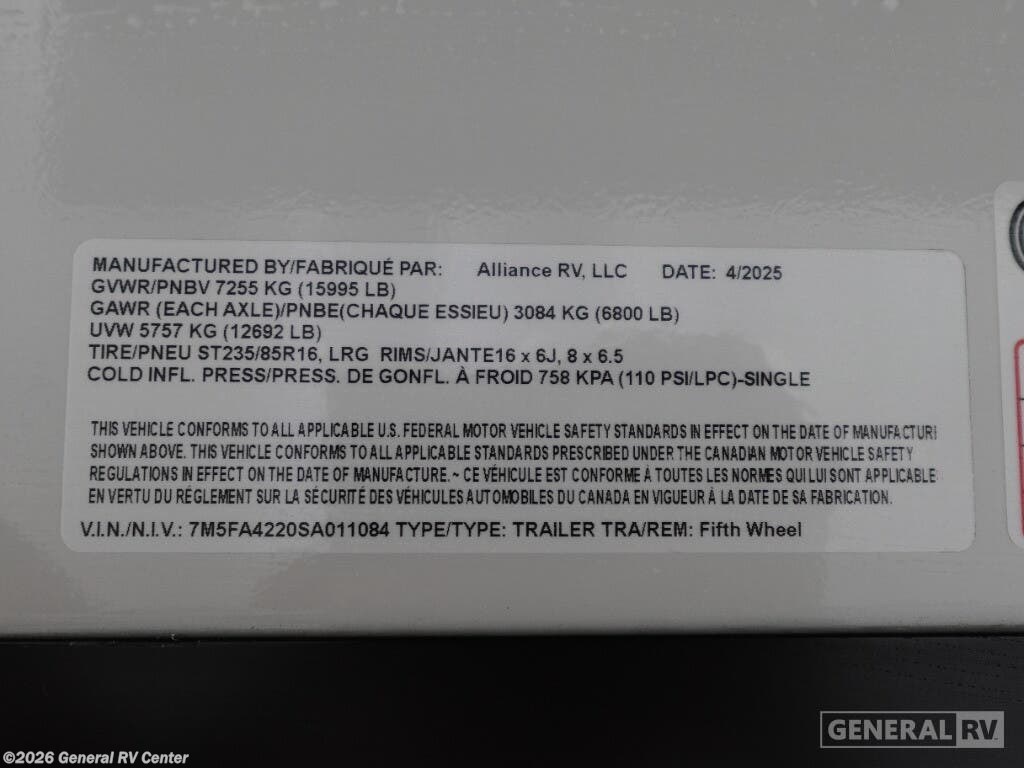 MANUFACTURED BY/FABRIQUÉ PAR: Alliance RV, LLC DATE: 4/2025
GVWR/PNBV 7255 KG (15995 LB)
GAWR (EACH AXLE)/PNBE(CHAQUE ESSIEU) 3084 KG (6800 LB)
UVW 5757 KG (12692 LB)
TIRE/PNEU ST235/85R16, LRG RIMS/JANTE16 x 6J, 8 x 6.5
COLD INFL. PRESS/PRESS. DE GONFL. À FROID 758 KPA (110 PSI/LPC)-SINGLE
THIS VEHICLE CONFORMS TO ALL APPLICABLE U.S. FEDERAL MOTOR VEHICLE SAFETY STANDARDS IN EFFECT ON THE DATE OF MANUFACTURI
SHOWN ABOVE. THIS VEHICLE CONFORMS TO ALL APPLICABLE STANDARDS PRESCRIBED UNDER THE CANADIAN MOTOR VEHICLE SAFETY
REGULATIONS IN EFFECT ON THE DATE OF MANUFACTURE.~ CE VÉHICULE EST CONFORME À TOUTES LES NORMES QUI LUI SONT APPLICABLE
EN VERTU DU RÉGLEMENT SUR LA SÉCURITÉ DES VÉHICULES AUTOMOBILES DU CANADA EN VIGUEUR À LA DATE DE SA FABRICATION.
V.I.N./N.I.V.: 7M5FA4220SA011084 TYPE/TYPE: TRAILER TRA/REM: Fifth Wheel
GENERAL RV
©2026 General RV Center